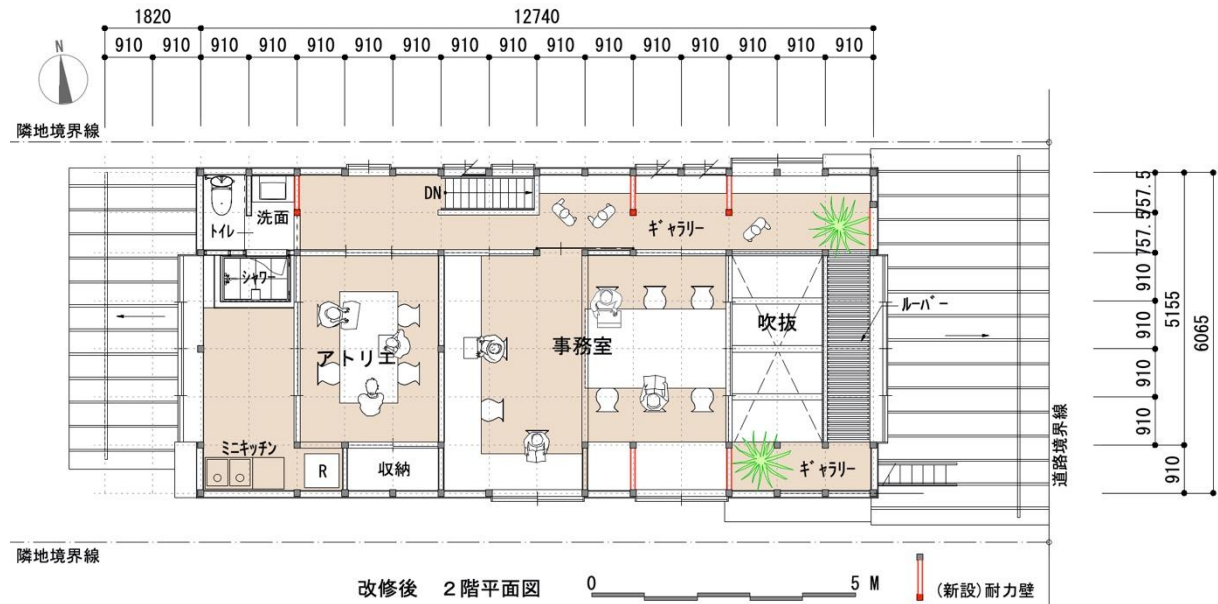 1820 12740
910 910 910 910 910 910 910 910 910 910 910 910 910 910 910 910
N
隣地境界線
DN
洗面
トイレ
ギャラリー
シャワー
ルーバー
吹抜
事務室
アトリエ
ミニキッチン
R
収納
ギャラリー
道路境界線
757.5
757.5
910
910
910
910
910
5155
6065
隣地境界線
改修後 2階平面図
0 5 M
(新設)耐力壁